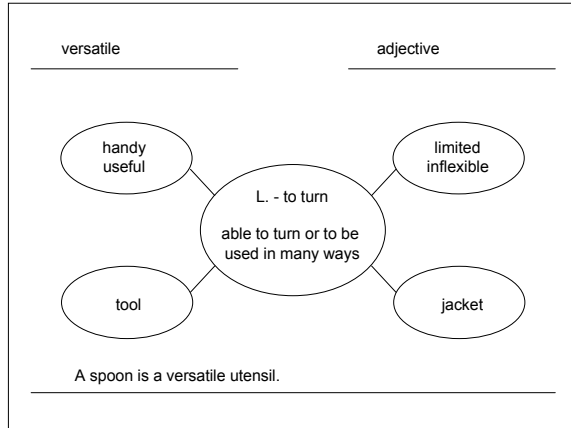 versatile
adjective
handy
useful
limited
inflexible
L. - to turn
able to turn or to be
used in many ways
tool
jacket
A spoon is a versatile utensil.